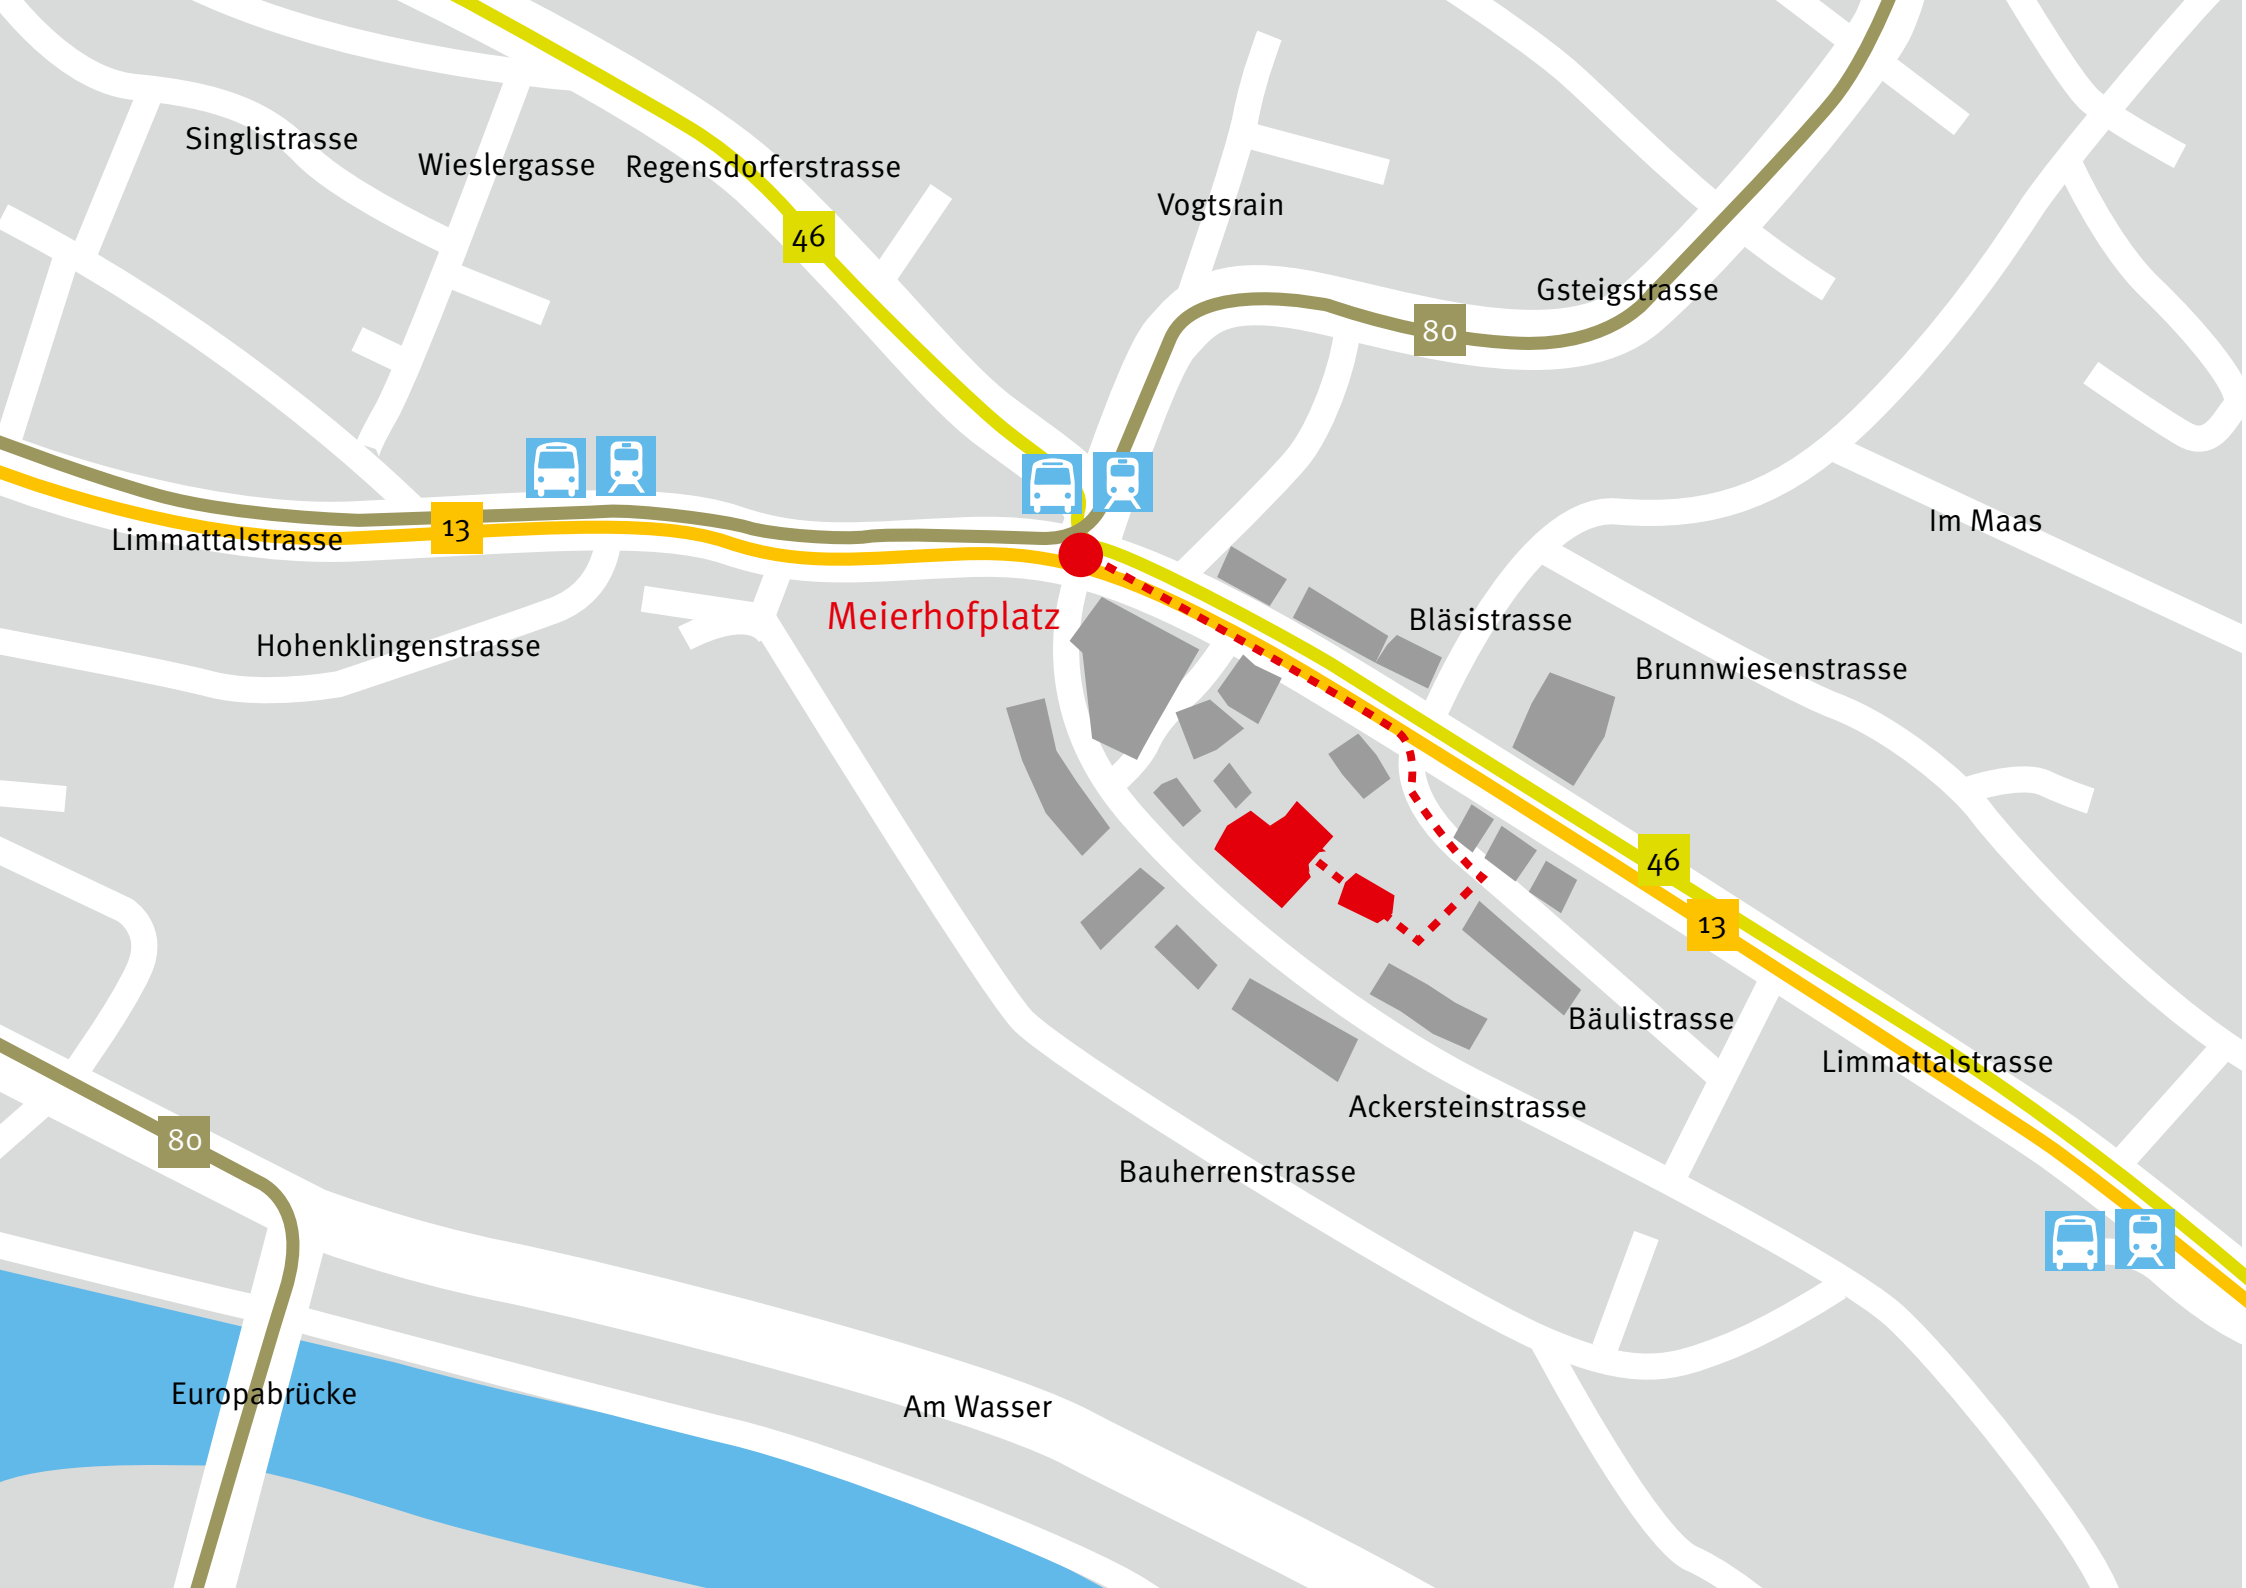 Singlistrasse
Wieslergasse
Regensdorferstrasse
Vogtsrain
46
Gsteigstrasse
80
13
Limmattalstrasse
Im Maas
Meierhofplatz
Bläsistrasse
Hohenklingenstrasse
Brunnwiesenstrasse
46
13
Bäulistrasse
Limmattalstrasse
Ackersteinstrasse
80
Bauherrenstrasse
Europabrücke
Am Wasser